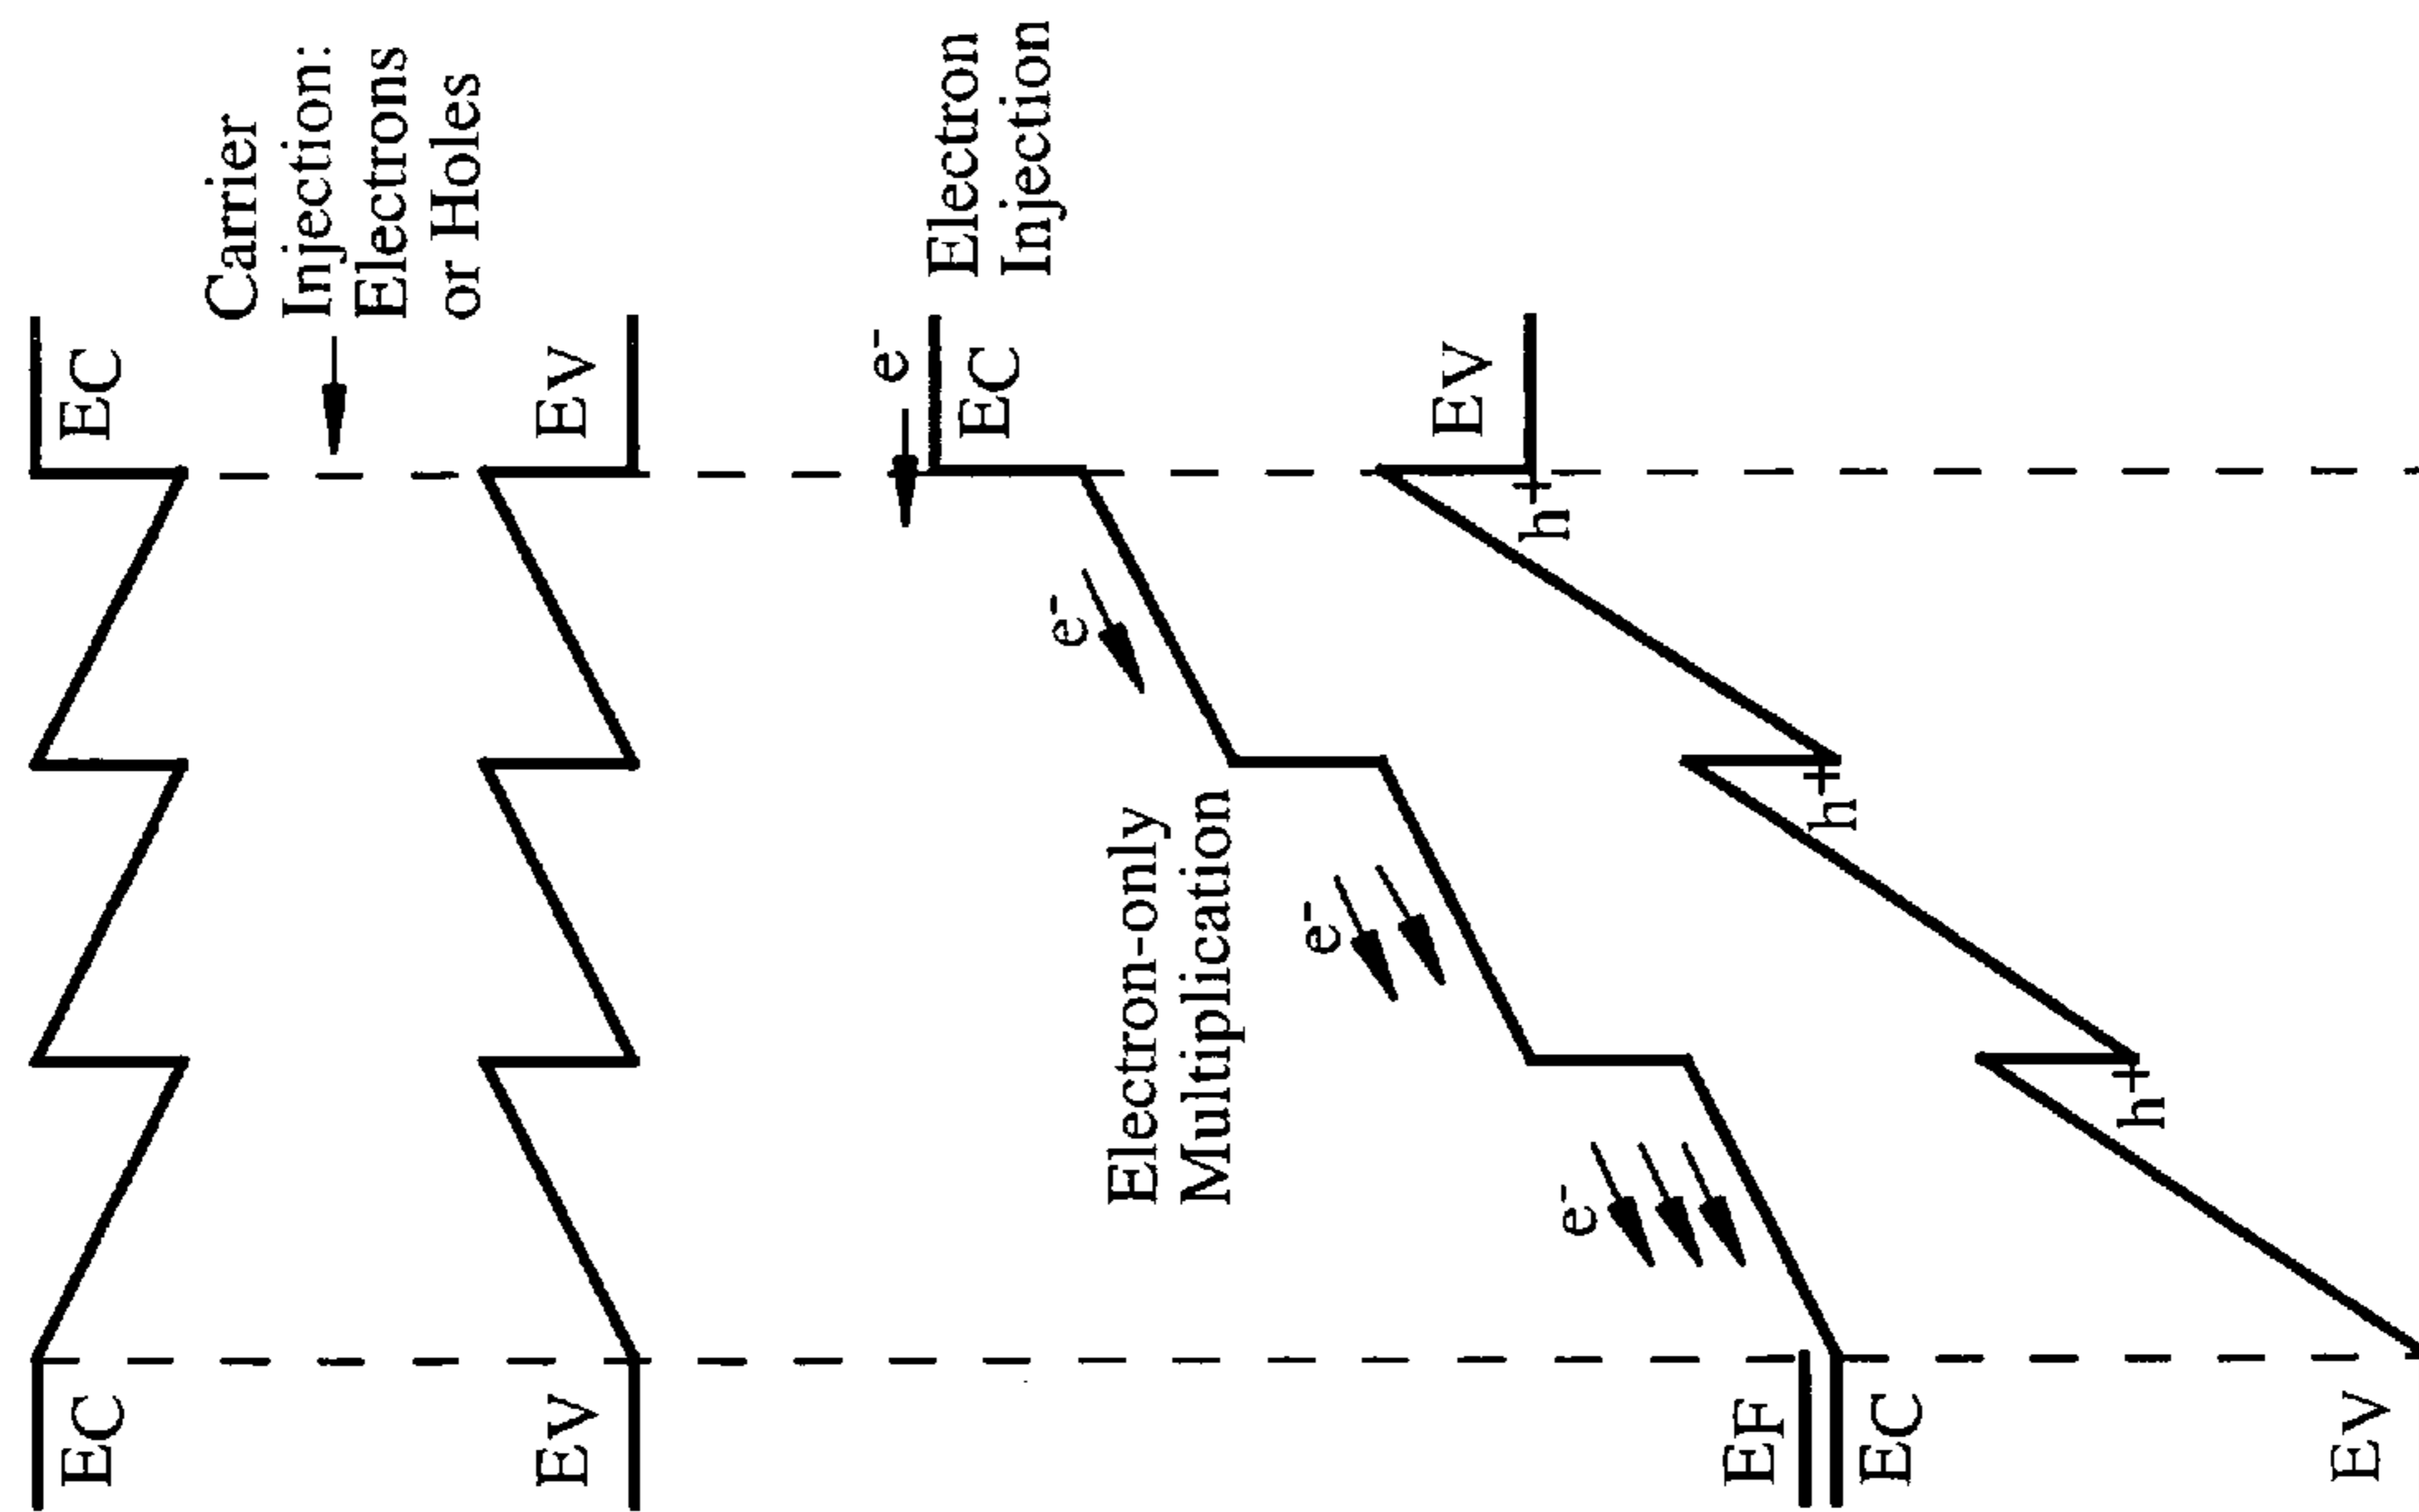 EC
EC
Carrier
Injection:
Electrons
or Holes
EV
EV
e-
EC
Electron
Injection
e-
Electron-only
Multiplication
e-
EV
h+
e-
EF
EC
h+
h+
EV